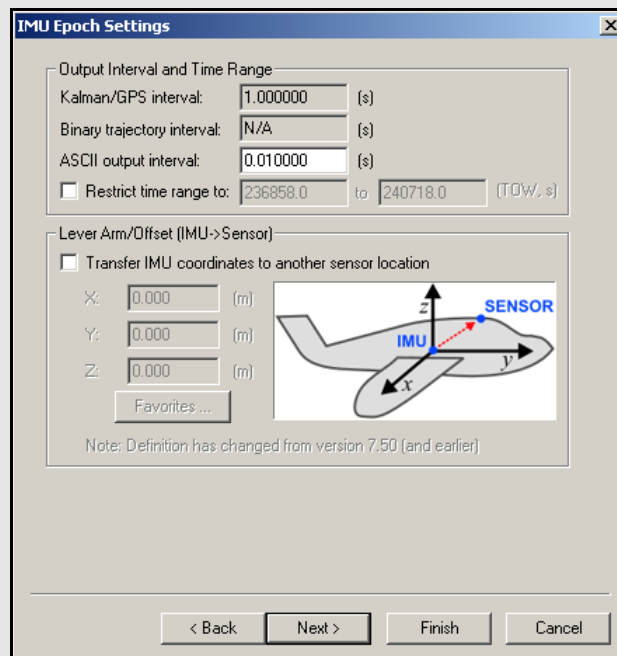 IMU Epoch Settings
Output Interval and Time Range
Kalman/GPS interval: 1.000000 (s)
Binary trajectory interval: N/A (s)
ASCII output interval: 0.010000 (s)
Restrict time range to: 236858.0 to 240718.0 (TOW, s)
Lever Arm/Offset (IMU->Sensor)
Transfer IMU coordinates to another sensor location
X: 0.000 (m)
Y: 0.000 (m)
Z: 0.000 (m)
Favorites ...
z
SENSOR
IMU
y
x
Note: Definition has changed from version 7.50 (and earlier)
< Back Next > Finish Cancel